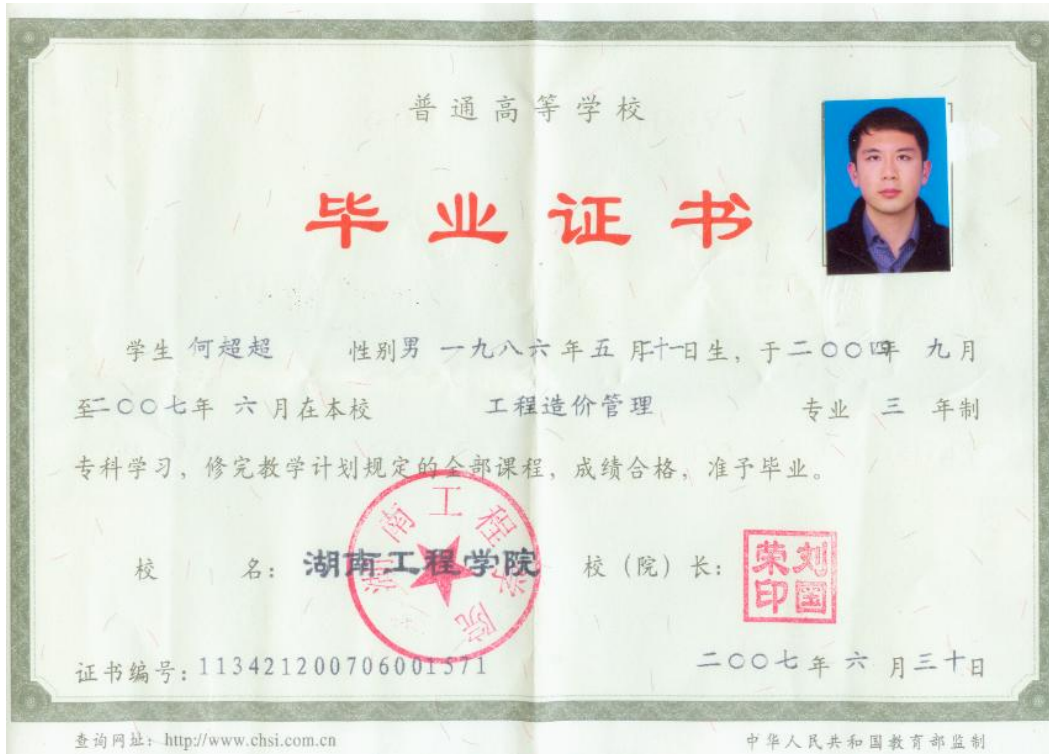 普通高等学校
毕业证书
学生 何超超 性别男 一九八六年五月二十一日生，于二〇〇四年 九月
至二〇〇七年 六月在本校 工程造价管理 专业 三 年制
专科学习，修完教学计划规定的全部课程，成绩合格，准予毕业。
校 名：湖南工程学院 校（院）长：
湖南工程学院
刘国荣印
证书编号：113421200706001571 二〇〇七年 六 月三十日
查询网址：http://www.chsi.com.cn 中华人民共和国教育部监制